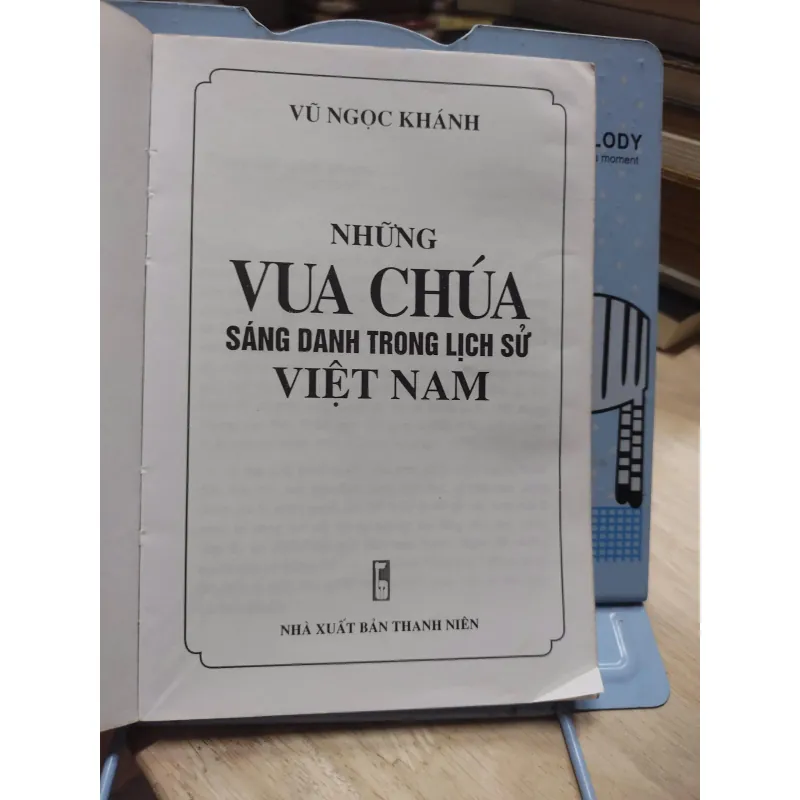 VŨ NGỌC KHÁNH
NHỮNG
VUA CHÚA
SÁNG DANH TRONG LỊCH SỬ
VIỆT NAM
NHÀ XUẤT BẢN THANH NIÊN
LODY
moment